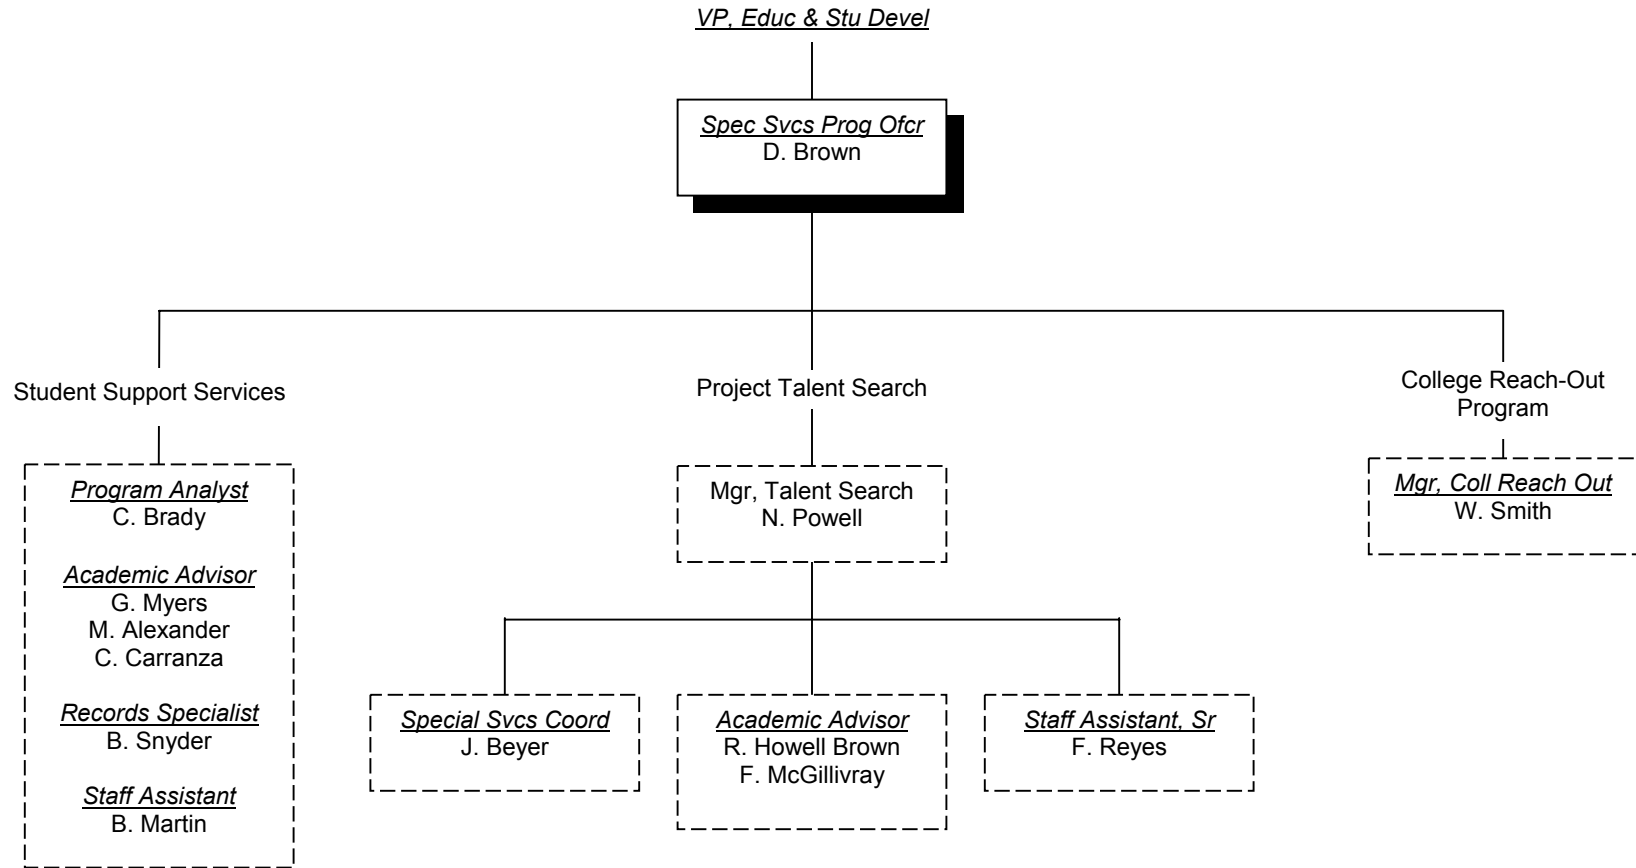 VP, Educ & Stu Devel
Spec Svcs Prog Ofcr
D. Brown
Student Support Services
Program Analyst
C. Brady
Academic Advisor
G. Myers
M. Alexander
C. Carranza
Records Specialist
B. Snyder
Staff Assistant
B. Martin
Project Talent Search
Mgr, Talent Search
N. Powell
Special Svcs Coord
J. Beyer
Academic Advisor
R. Howell Brown
F. McGillivray
Staff Assistant, Sr
F. Reyes
College Reach-Out
Program
Mgr, Coll Reach Out
W. Smith